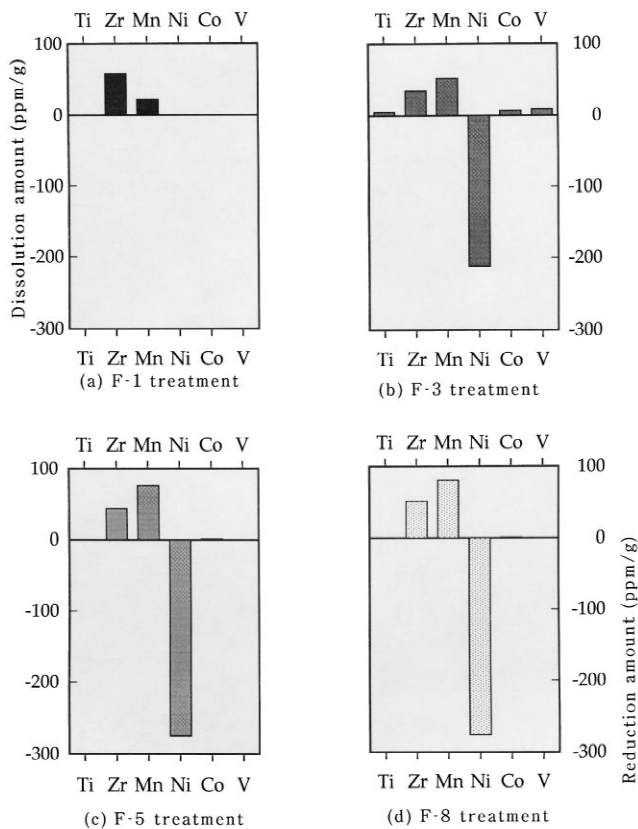 Ti Zr Mn Ni Co V
Ti Zr Mn Ni Co V
100
0
-100
-200
-300
100
0
-100
-200
-300
Dissolution amount (ppm/g)
Ti Zr Mn Ni Co V
Ti Zr Mn Ni Co V
(a) F-1 treatment
(b) F-3 treatment
Ti Zr Mn Ni Co V
Ti Zr Mn Ni Co V
100
0
-100
-200
-300
100
0
-100
-200
-300
Reduction amount (ppm/g)
Ti Zr Mn Ni Co V
Ti Zr Mn Ni Co V
(c) F-5 treatment
(d) F-8 treatment